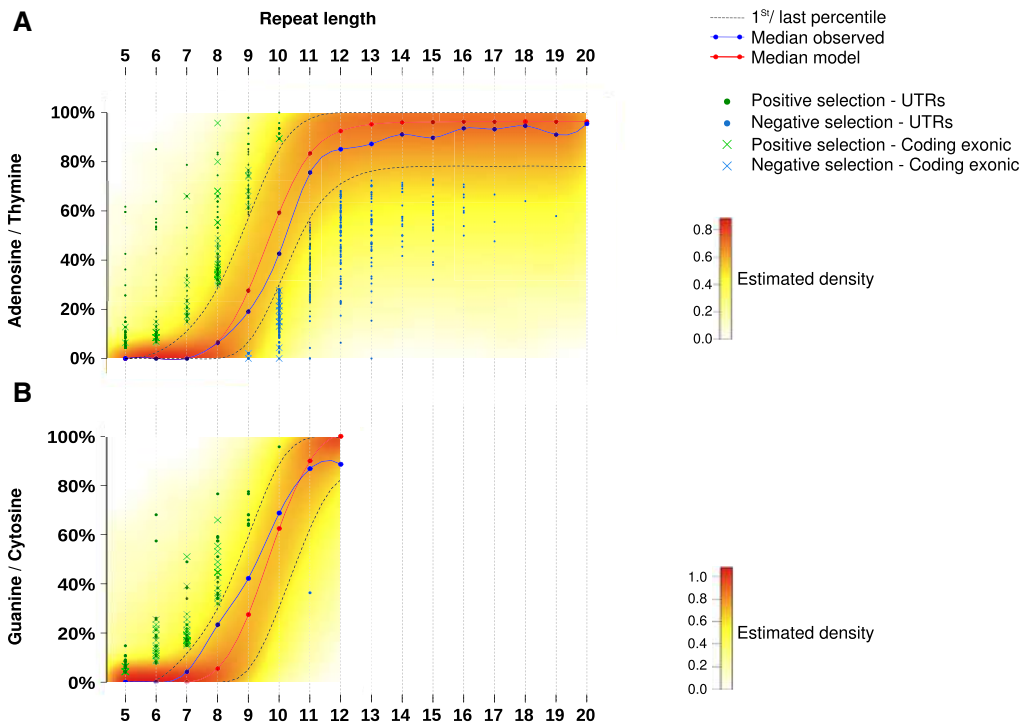 A
Repeat length
5 6 7 8 9 10 11 12 13 14 15 16 17 18 19 20
1St/ last percentile
Median observed
Median model
Positive selection - UTRs
Negative selection - UTRs
Positive selection - Coding exonic
Negative selection - Coding exonic
Adenosine / Thymine
100%
80%
60%
40%
20%
0%
0.8
0.6
0.4
0.2
0.0
Estimated density
B
Guanine / Cytosine
100%
80%
60%
40%
20%
0%
1.0
0.8
0.6
0.4
0.2
0.0
Estimated density
5 6 7 8 9 10 11 12 13 14 15 16 17 18 19 20